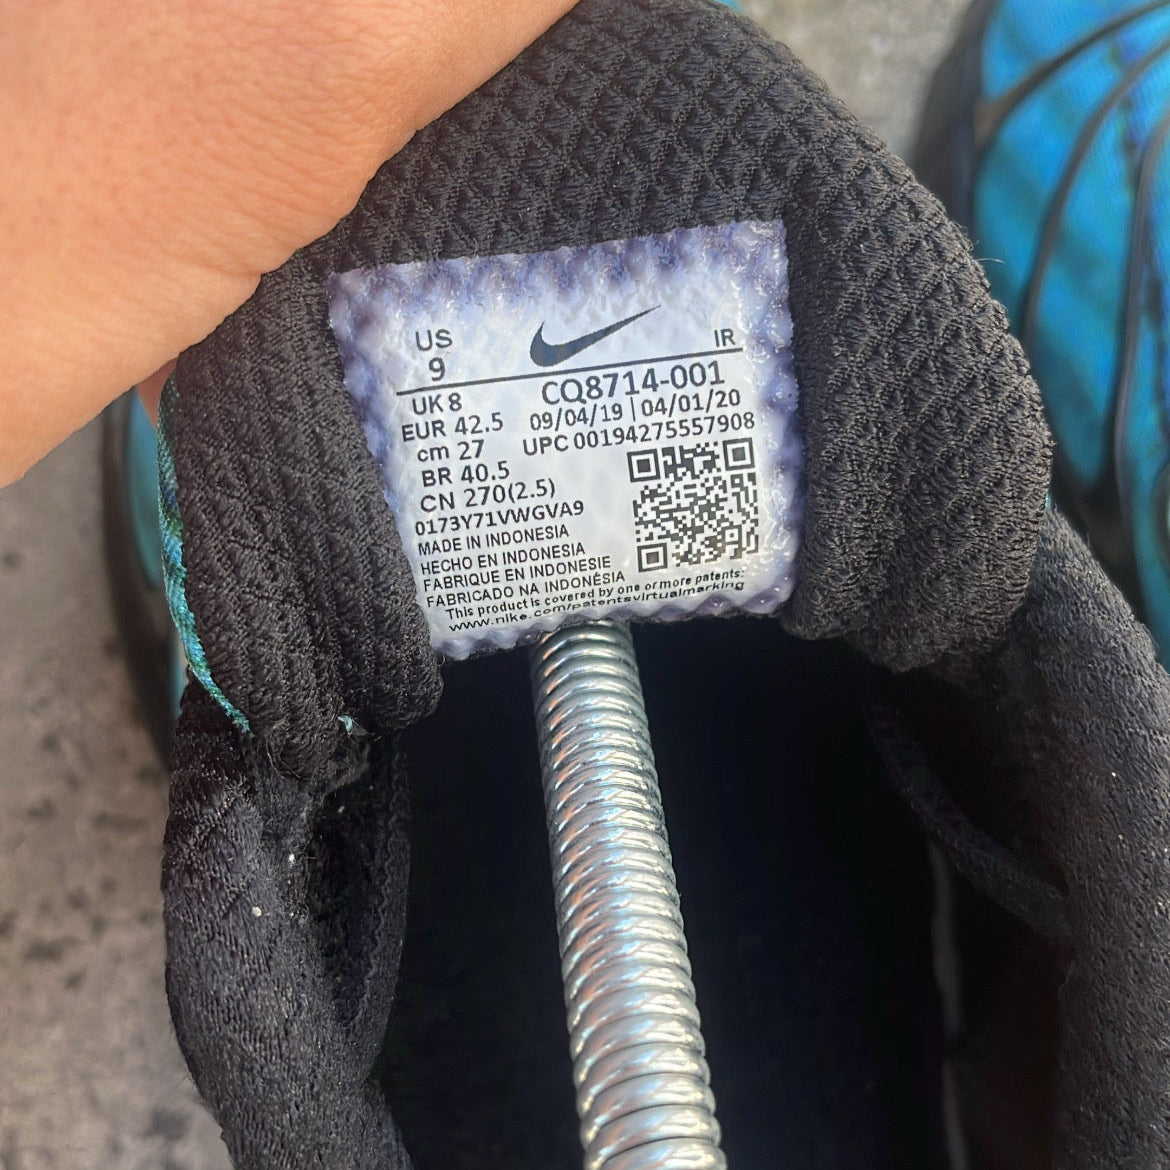 US
9
IR
UK 8
CQ8714-001
EUR 42.5
09/04/19 | 04/01/20
cm 27
UPC 00194275557908
BR 40.5
CN 270(2.5)
0173Y71VWGVA9
MADE IN INDONESIA
HECHO EN INDONESIA
FABRIQUE EN INDONESIE
FABRICADO NA INDONÉSIA
This product is covered by one or more patents:
www.nike.com/patentsvirtualmarking